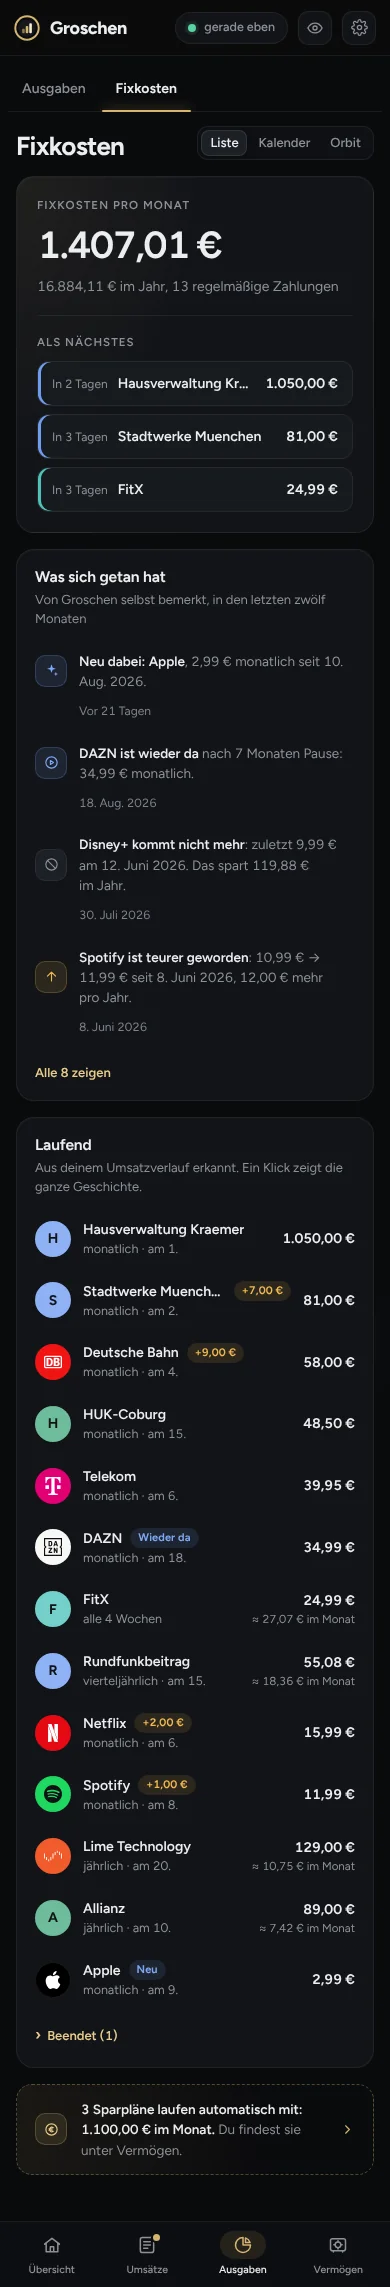 Groschen
gerade eben
Ausgaben
Fixkosten
Fixkosten
Liste
Kalender
Orbit
FIXKOSTEN PRO MONAT
1.407,01 €
16.884,11 € im Jahr, 13 regelmäßige Zahlungen
ALS NÄCHSTES
In 2 Tagen Hausverwaltung Kr... 1.050,00 €
In 3 Tagen Stadtwerke Muenchen 81,00 €
In 3 Tagen FitX 24,99 €
Was sich getan hat
Von Groschen selbst bemerkt, in den letzten zwölf
Monaten
Neu dabei: Apple, 2,99 € monatlich seit 10.
Aug. 2026.
Vor 21 Tagen
DAZN ist wieder da nach 7 Monaten Pause:
34,99 € monatlich.
18. Aug. 2026
Disney+ kommt nicht mehr: zuletzt 9,99 €
am 12. Juni 2026. Das spart 119,88 €
im Jahr.
30. Juli 2026
Spotify ist teurer geworden: 10,99 € →
11,99 € seit 8. Juni 2026, 12,00 € mehr
pro Jahr.
8. Juni 2026
Alle 8 zeigen
Laufend
Aus deinem Umsatzverlauf erkannt. Ein Klick zeigt die
ganze Geschichte.
H
Hausverwaltung Kraemer
monatlich · am 1.
1.050,00 €
S
Stadtwerke Muench... +7,00 €
monatlich · am 2.
81,00 €
DB
Deutsche Bahn +9,00 €
monatlich · am 4.
58,00 €
H
HUK-Coburg
monatlich · am 15.
48,50 €
T
Telekom
monatlich · am 6.
39,95 €
DAZN
DAZN Wieder da
monatlich · am 18.
34,99 €
F
FitX
alle 4 Wochen
24,99 €
≈ 27,07 € im Monat
R
Rundfunkbeitrag
vierteljährlich · am 15.
55,08 €
≈ 18,36 € im Monat
N
Netflix +2,00 €
monatlich · am 6.
15,99 €
Spotify +1,00 €
monatlich · am 8.
11,99 €
Lime Technology
jährlich · am 20.
129,00 €
≈ 10,75 € im Monat
A
Allianz
jährlich · am 10.
89,00 €
≈ 7,42 € im Monat
Apple Neu
monatlich · am 9.
2,99 €
› Beendet (1)
€
3 Sparpläne laufen automatisch mit:
1.100,00 € im Monat. Du findest sie
unter Vermögen.
Übersicht
Umsätze
Ausgaben
Vermögen